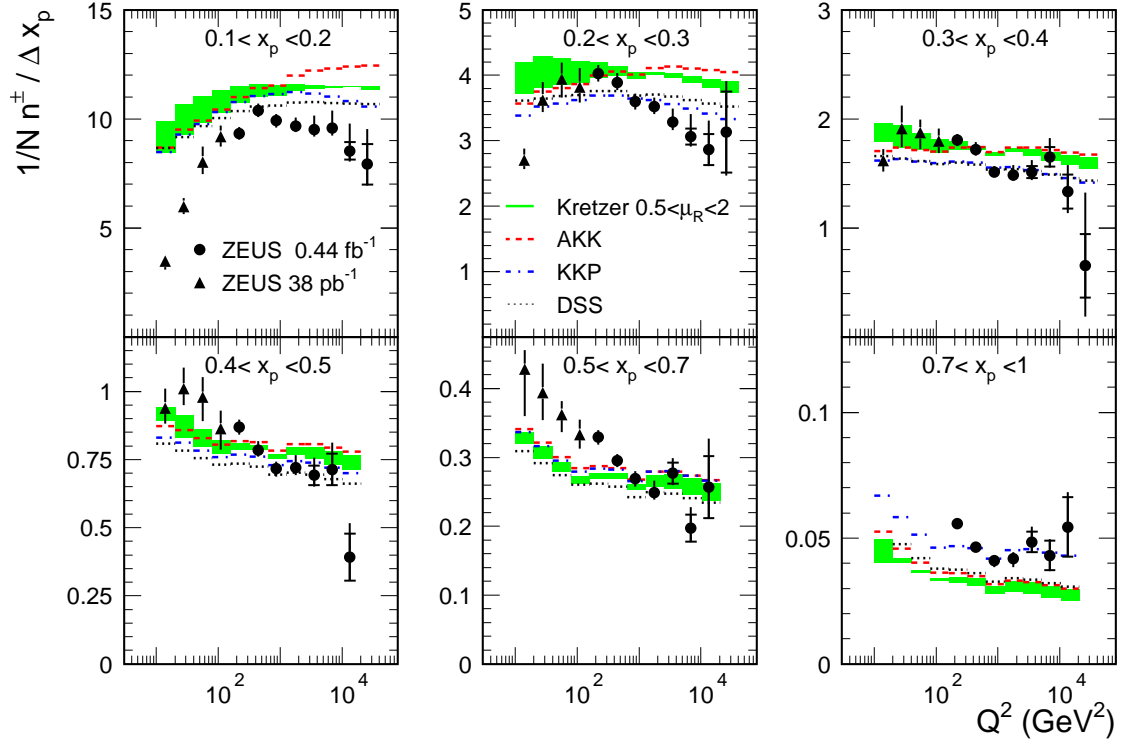 1/N n± / Δ xp
0.1< xp <0.2
0.2< xp <0.3
0.3< xp <0.4
15
10
5
6
5
4
3
2
1
3
2
1
ZEUS 0.44 fb-1
ZEUS 38 pb-1
Kretzer 0.5<μR<2
AKK
KKP
DSS
0.4< xp <0.5
0.5< xp <0.7
0.7< xp <1
1
0.75
0.5
0.25
0
0.4
0.3
0.2
0.1
0
0.1
0.05
0
10^2 10^4
10^2 10^4
10^2 10^4
Q2 (GeV2)